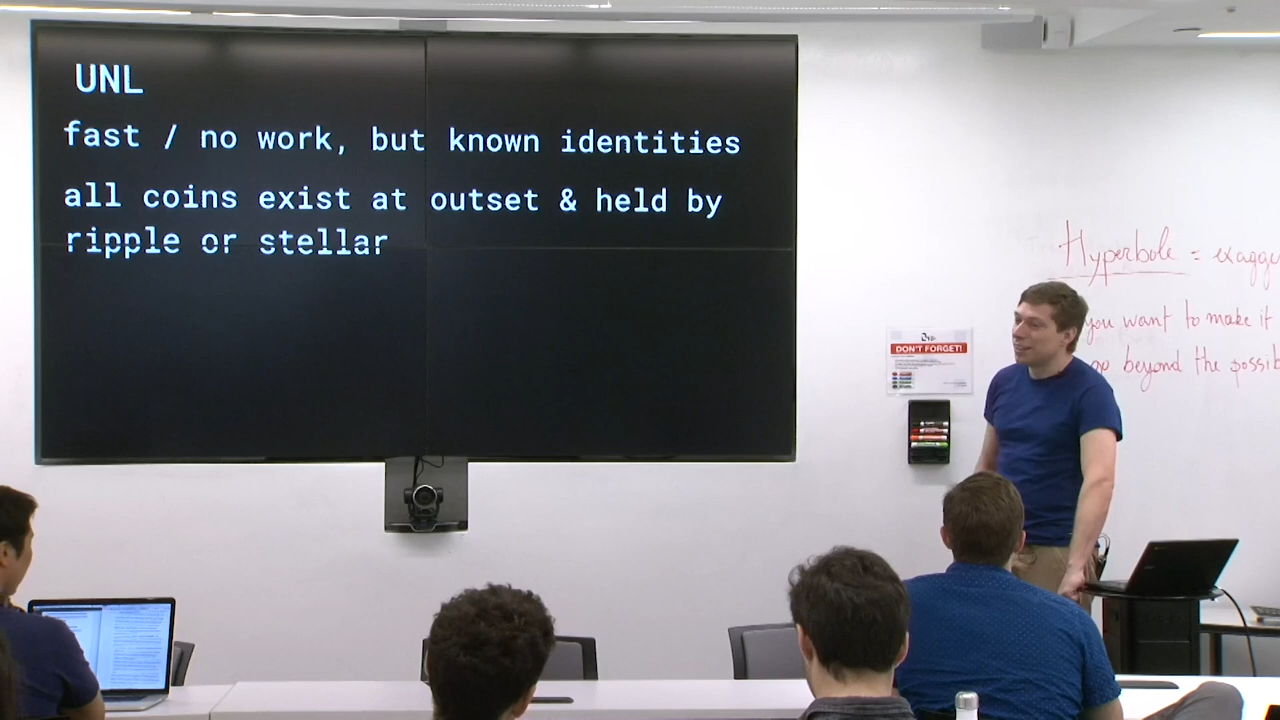 UNL
fast / no work, but known identities
all coins exist at outset & held by
ripple or stellar
Hyperbole = exagge
you want to make it
go beyond the possib
DON'T FORGET!